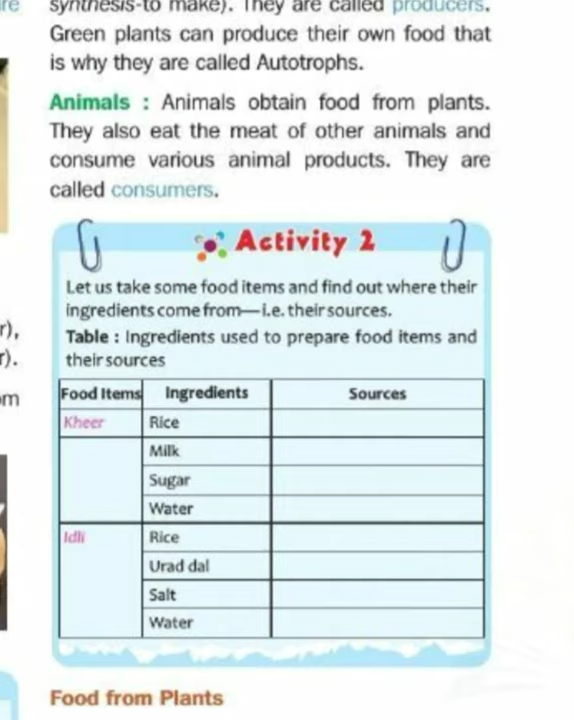 re
synthesis-to make). They are called producers.
Green plants can produce their own food that
is why they are called Autotrophs.
Animals : Animals obtain food from plants.
They also eat the meat of other animals and
consume various animal products. They are
called consumers.
Activity 2
Let us take some food items and find out where their
ingredients come from—i.e. their sources.
r),
Table : Ingredients used to prepare food items and
r).
their sources
om
Food Items Ingredients Sources
Kheer Rice
Milk
Sugar
Water
Idli Rice
Urad dal
Salt
Water
Food from Plants